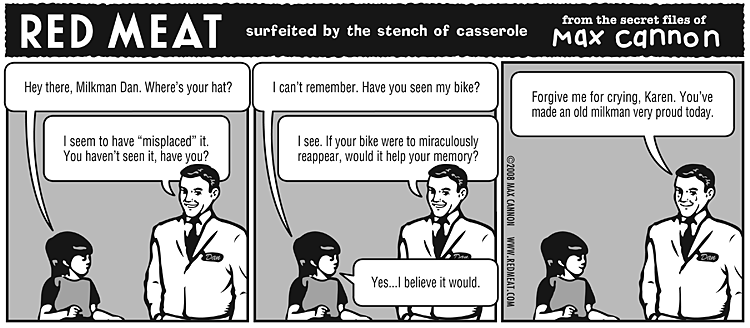 RED MEAT
surfeited by the stench of casserole
from the secret files of
Max Cannon
Hey there, Milkman Dan. Where's your hat?
I seem to have “misplaced” it.
You haven't seen it, have you?
Dan
I can't remember. Have you seen my bike?
I see. If your bike were to miraculously
reappear, would it help your memory?
Dan
Yes...I believe it would.
Forgive me for crying, Karen. You've
made an old milkman very proud today.
Dan
©2008 MAX CANNON WWW.REDMEAT.COM